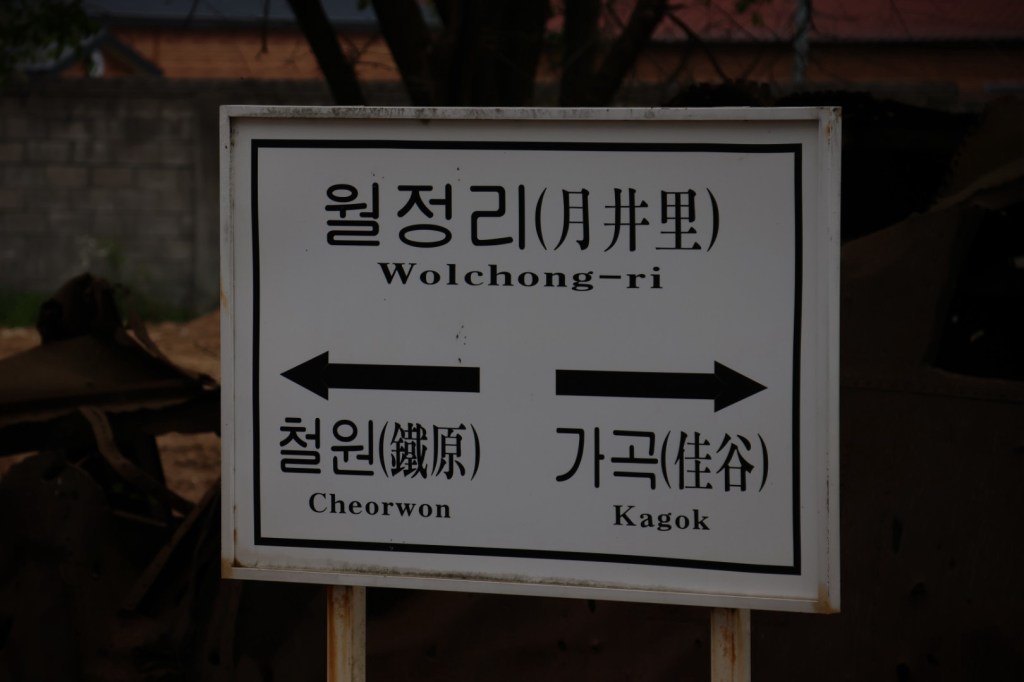 월정리(月井里)
Wolchong-ri
철원(鐵原) 가곡(佳谷)
Cheorwon Kagok